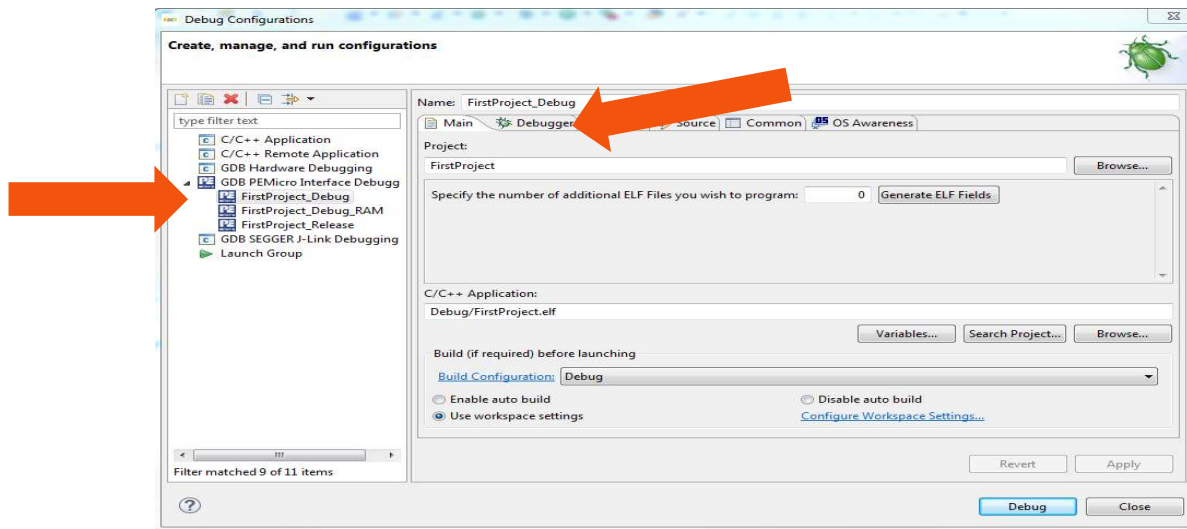 Debug Configurations
Create, manage, and run configurations
type filter text
C/C++ Application
C/C++ Remote Application
GDB Hardware Debugging
GDB PEMicro Interface Debugg
FirstProject_Debug
FirstProject_Debug_RAM
FirstProject_Release
GDB SEGGER J-Link Debugging
Launch Group
Filter matched 9 of 11 items
Name: FirstProject_Debug
Main Debugger Source Common OS Awareness
Project:
FirstProject Browse...
Specify the number of additional ELF Files you wish to program: 0 Generate ELF Fields
C/C++ Application:
Debug/FirstProject.elf
Variables... Search Project... Browse...
Build (if required) before launching
Build Configuration: Debug
Enable auto build Disable auto build
Use workspace settings Configure Workspace Settings...
Revert Apply
? Debug Close